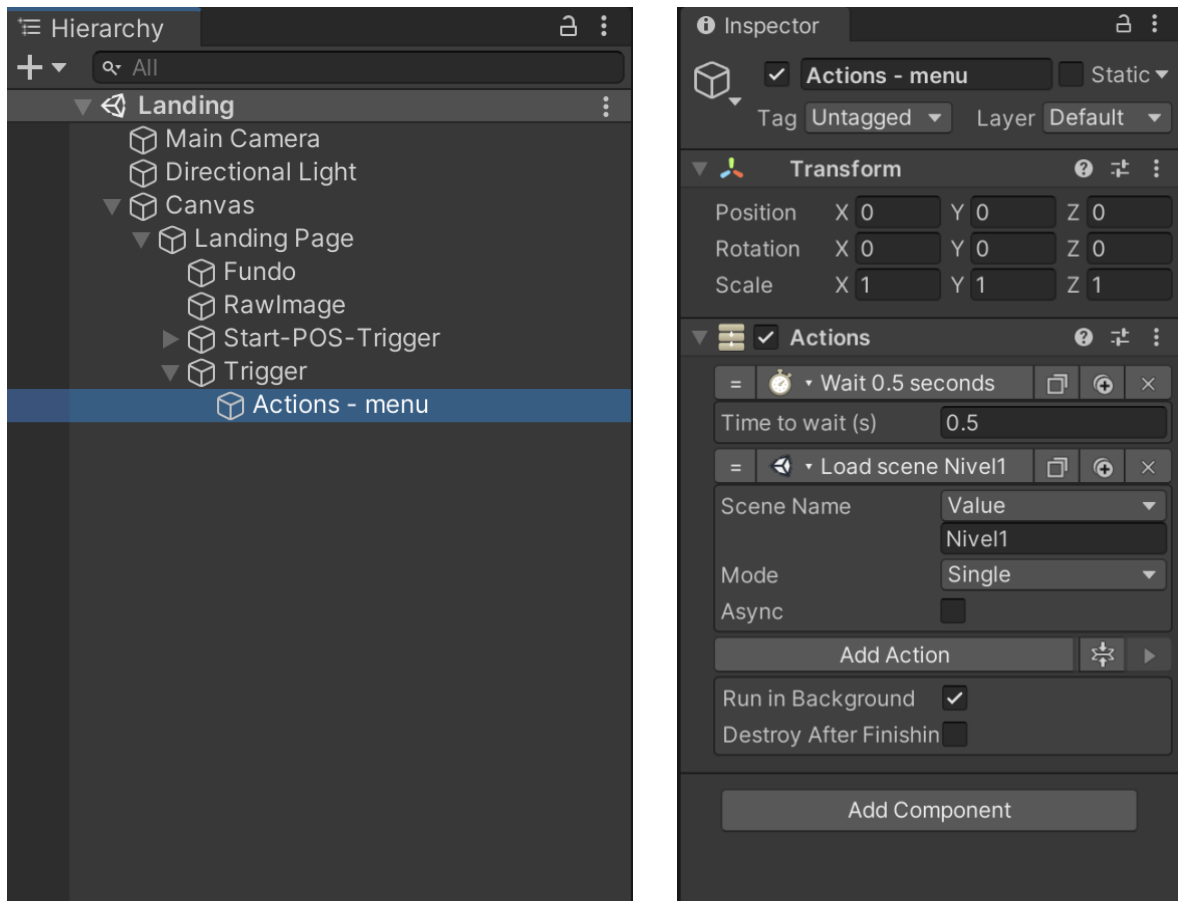 Hierarchy
All
Landing
Main Camera
Directional Light
Canvas
Landing Page
Fundo
RawImage
Start-POS-Trigger
Trigger
Actions - menu
Inspector
Actions - menu Static
Tag Untagged Layer Default
Transform
Position X 0 Y 0 Z 0
Rotation X 0 Y 0 Z 0
Scale X 1 Y 1 Z 1
Actions
= Wait 0.5 seconds
Time to wait (s) 0.5
= Load scene Nivel1
Scene Name Value
Nivel1
Mode Single
Async
Add Action
Run in Background
Destroy After Finishin
Add Component